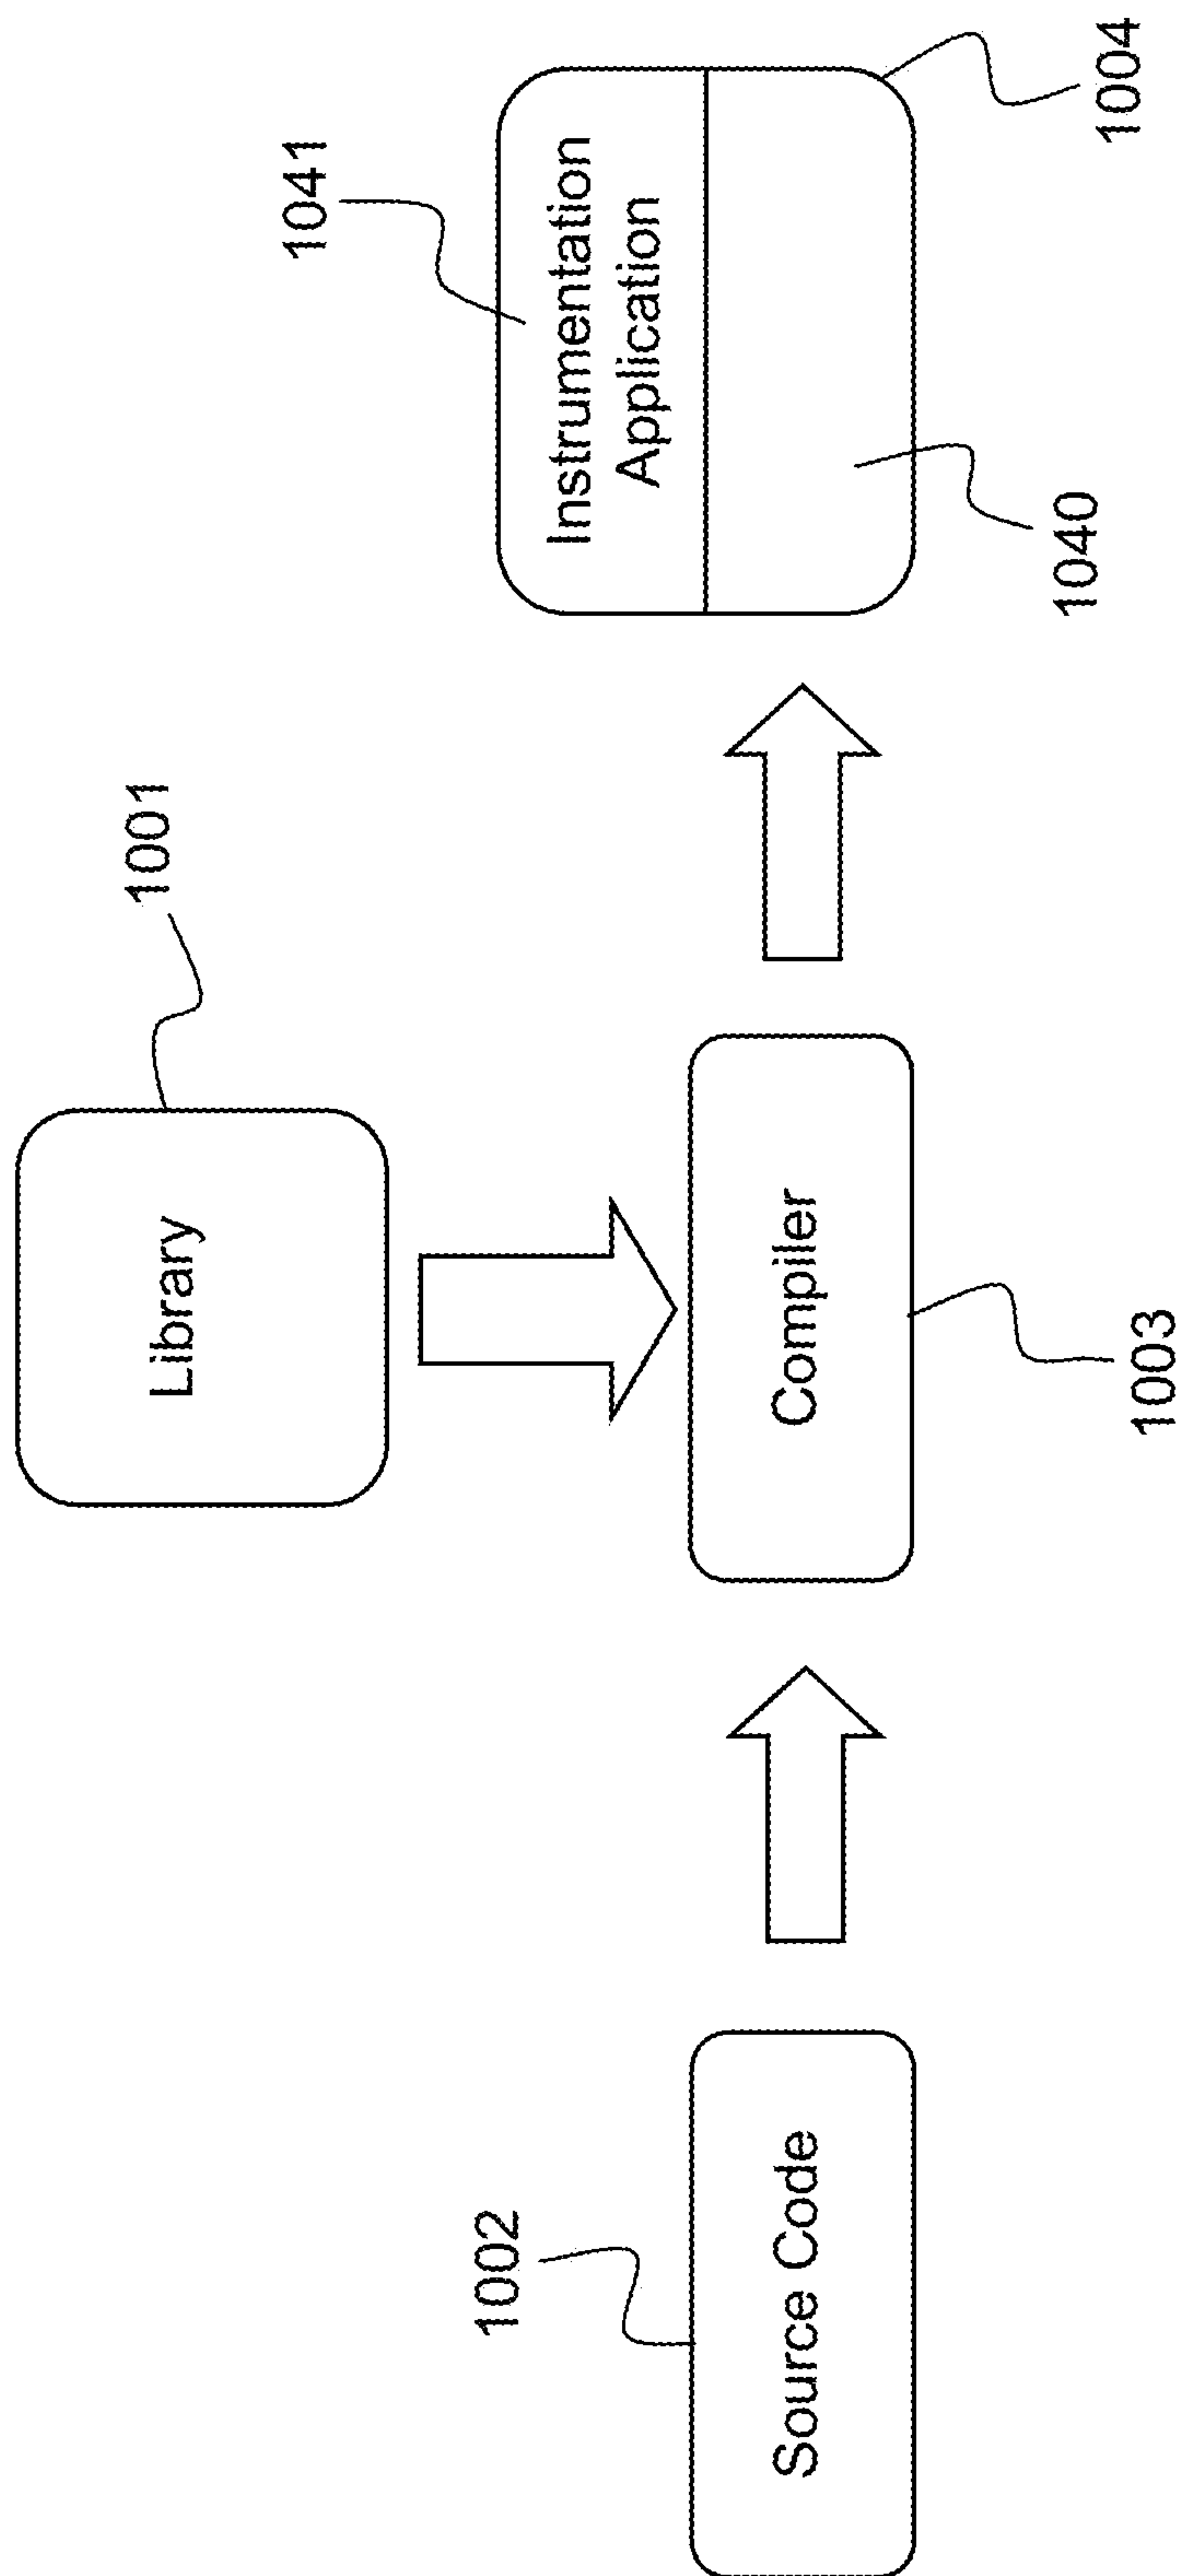 1001
Library
1041
Instrumentation
Application
1002
Source Code
Compiler
1003
1040
1004